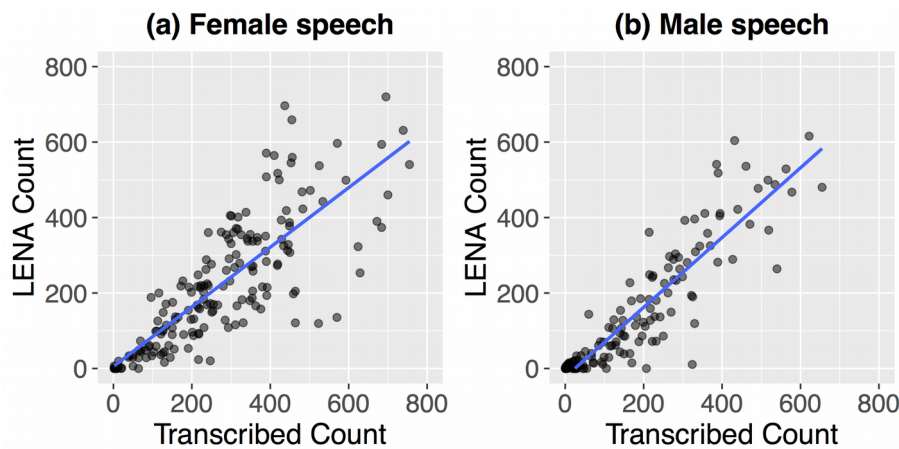 (a) Female speech
(b) Male speech
800
600
400
200
0
LENA Count
0 200 400 600 800
Transcribed Count
800
600
400
200
0
LENA Count
0 200 400 600 800
Transcribed Count